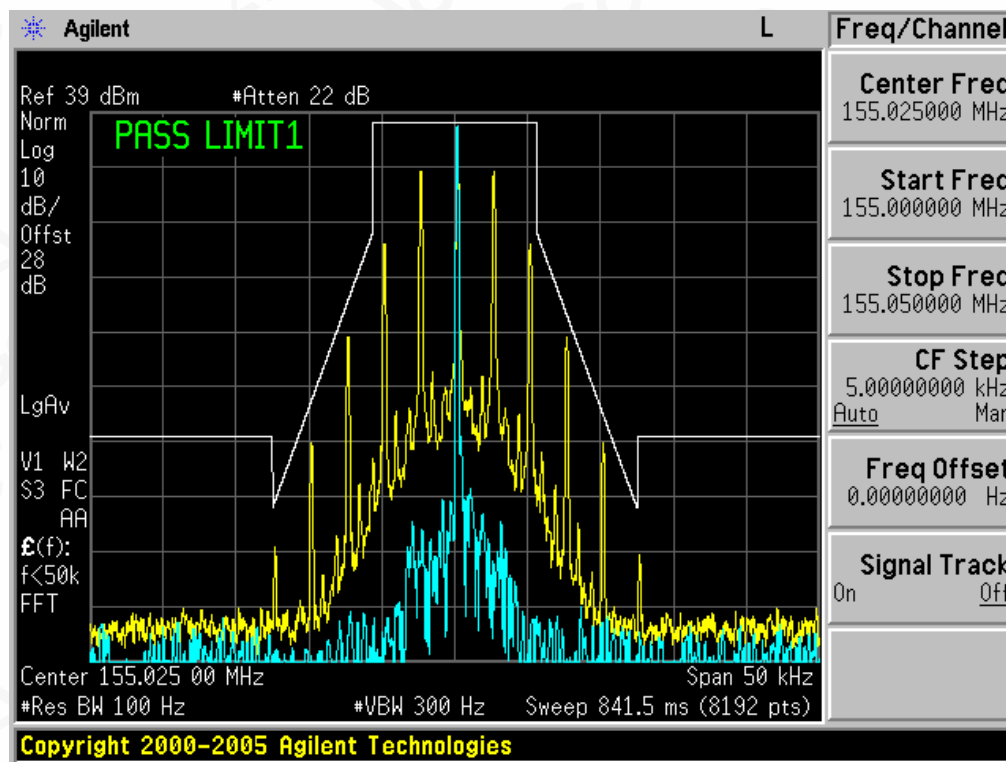 Agilent L
Ref 39 dBm #Atten 22 dB
Norm
Log
10
dB/
Offst
28
dB
PASS LIMIT1
LgAv
V1 W2
S3 FC
AA
£(f):
f<50k
FFT
Center 155.025 00 MHz Span 50 kHz
#Res BW 100 Hz #VBW 300 Hz Sweep 841.5 ms (8192 pts)
Copyright 2000-2005 Agilent Technologies
Freq/Channel
Center Freq
155.025000 MHz
Start Freq
155.000000 MHz
Stop Freq
155.050000 MHz
CF Step
5.00000000 kHz
Auto Man
Freq Offset
0.00000000 Hz
Signal Track
On Off